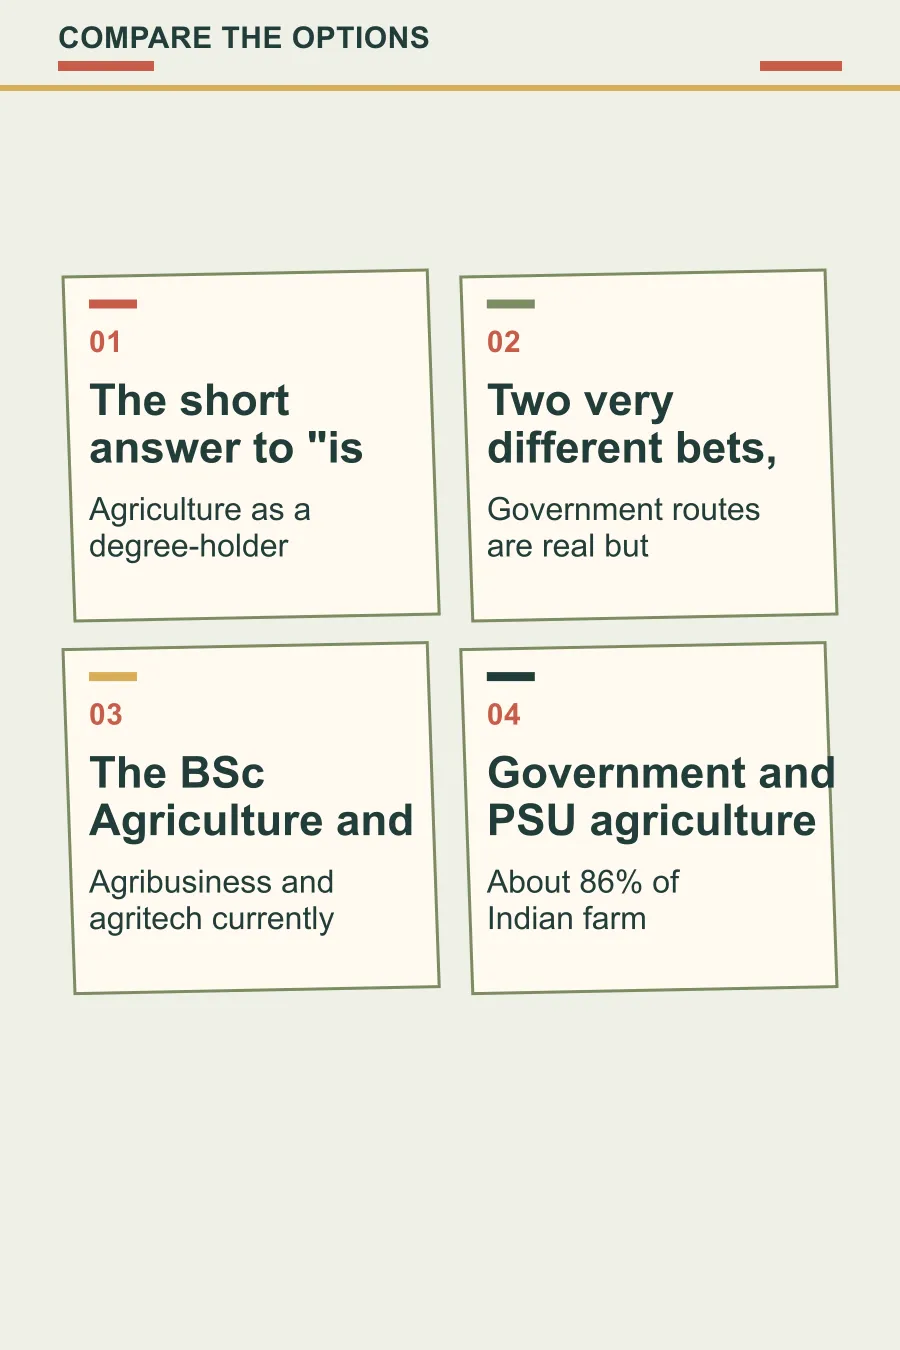 COMPARE THE OPTIONS
01
The short
answer to "is
Agriculture as a
degree-holder
02
Two very
different bets,
Government routes
are real but
03
The BSc
Agriculture and
Agribusiness and
agritech currently
04
Government and
PSU agriculture
About 86% of
Indian farm